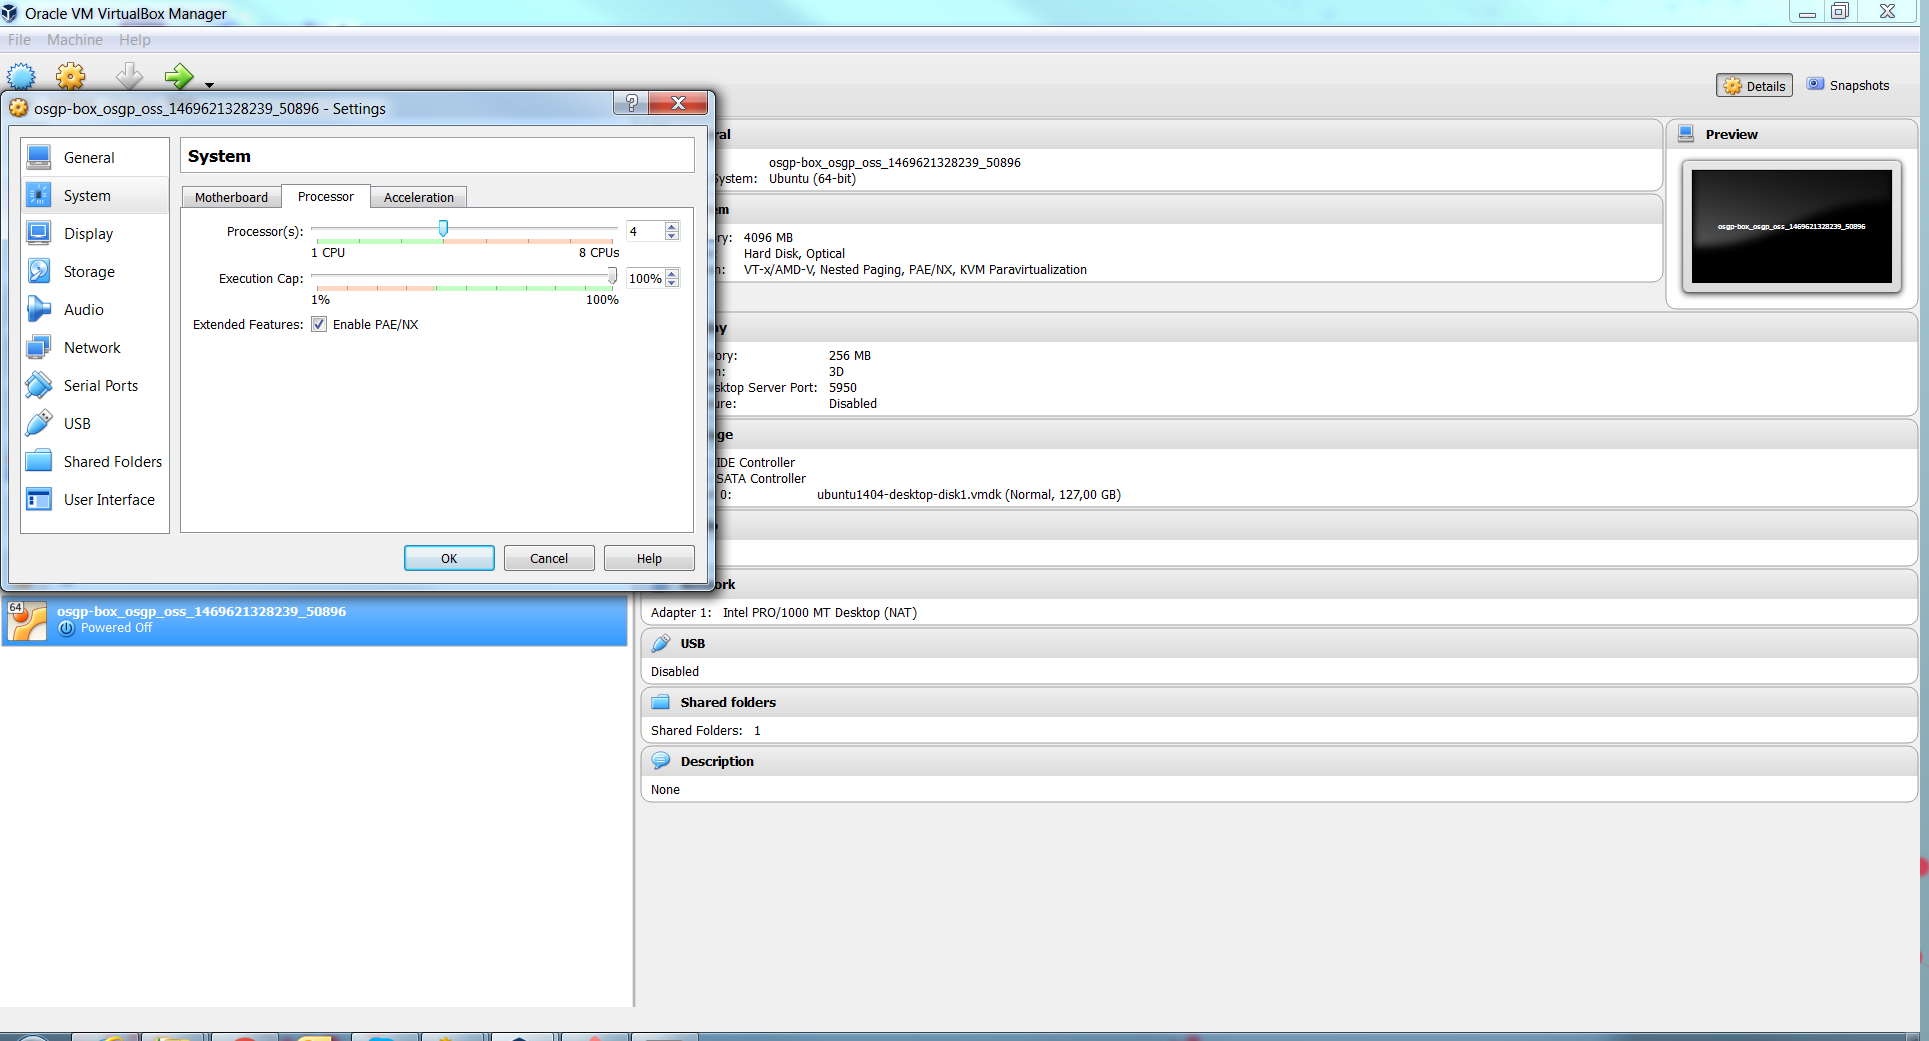 Oracle VM VirtualBox Manager
File Machine Help
Details Snapshots
osgp-box_osgp_oss_1469621328239_50896 - Settings
General
System
Display
Storage
Audio
Network
Serial Ports
USB
Shared Folders
User Interface
System
Motherboard Processor Acceleration
Processor(s): 4
1 CPU 8 CPUs
Execution Cap: 100%
1% 100%
Extended Features: Enable PAE/NX
OK Cancel Help
64
osgp-box_osgp_oss_1469621328239_50896
Powered Off
ral
osgp-box_osgp_oss_1469621328239_50896
System: Ubuntu (64-bit)
em
ry: 4096 MB
Hard Disk, Optical
n: VT-x/AMD-V, Nested Paging, PAE/NX, KVM Paravirtualization
Preview
osgp-box_osgp_oss_1469621328239_50896
ay
ory: 256 MB
n: 3D
sktop Server Port: 5950
ure: Disabled
ge
IDE Controller
SATA Controller
0: ubuntu1404-desktop-disk1.vmdk (Normal, 127,00 GB)
ork
Adapter 1: Intel PRO/1000 MT Desktop (NAT)
USB
Disabled
Shared folders
Shared Folders: 1
Description
None